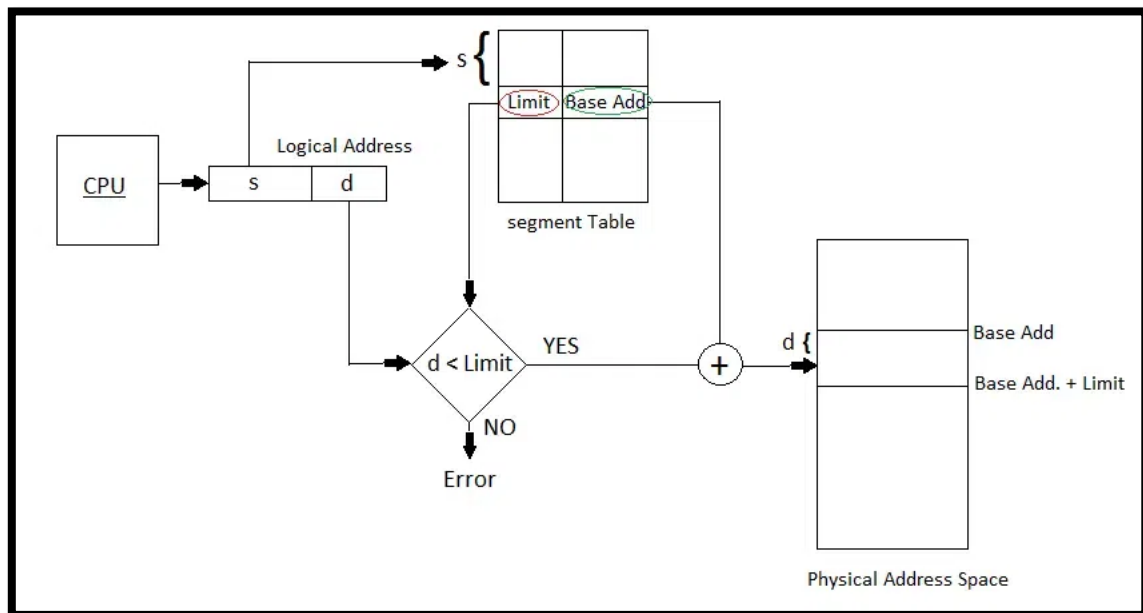 s {
Limit Base Add
Logical Address
CPU
s d
segment Table
Base Add
d {
YES
d < Limit
+
Base Add. + Limit
NO
Error
Physical Address Space